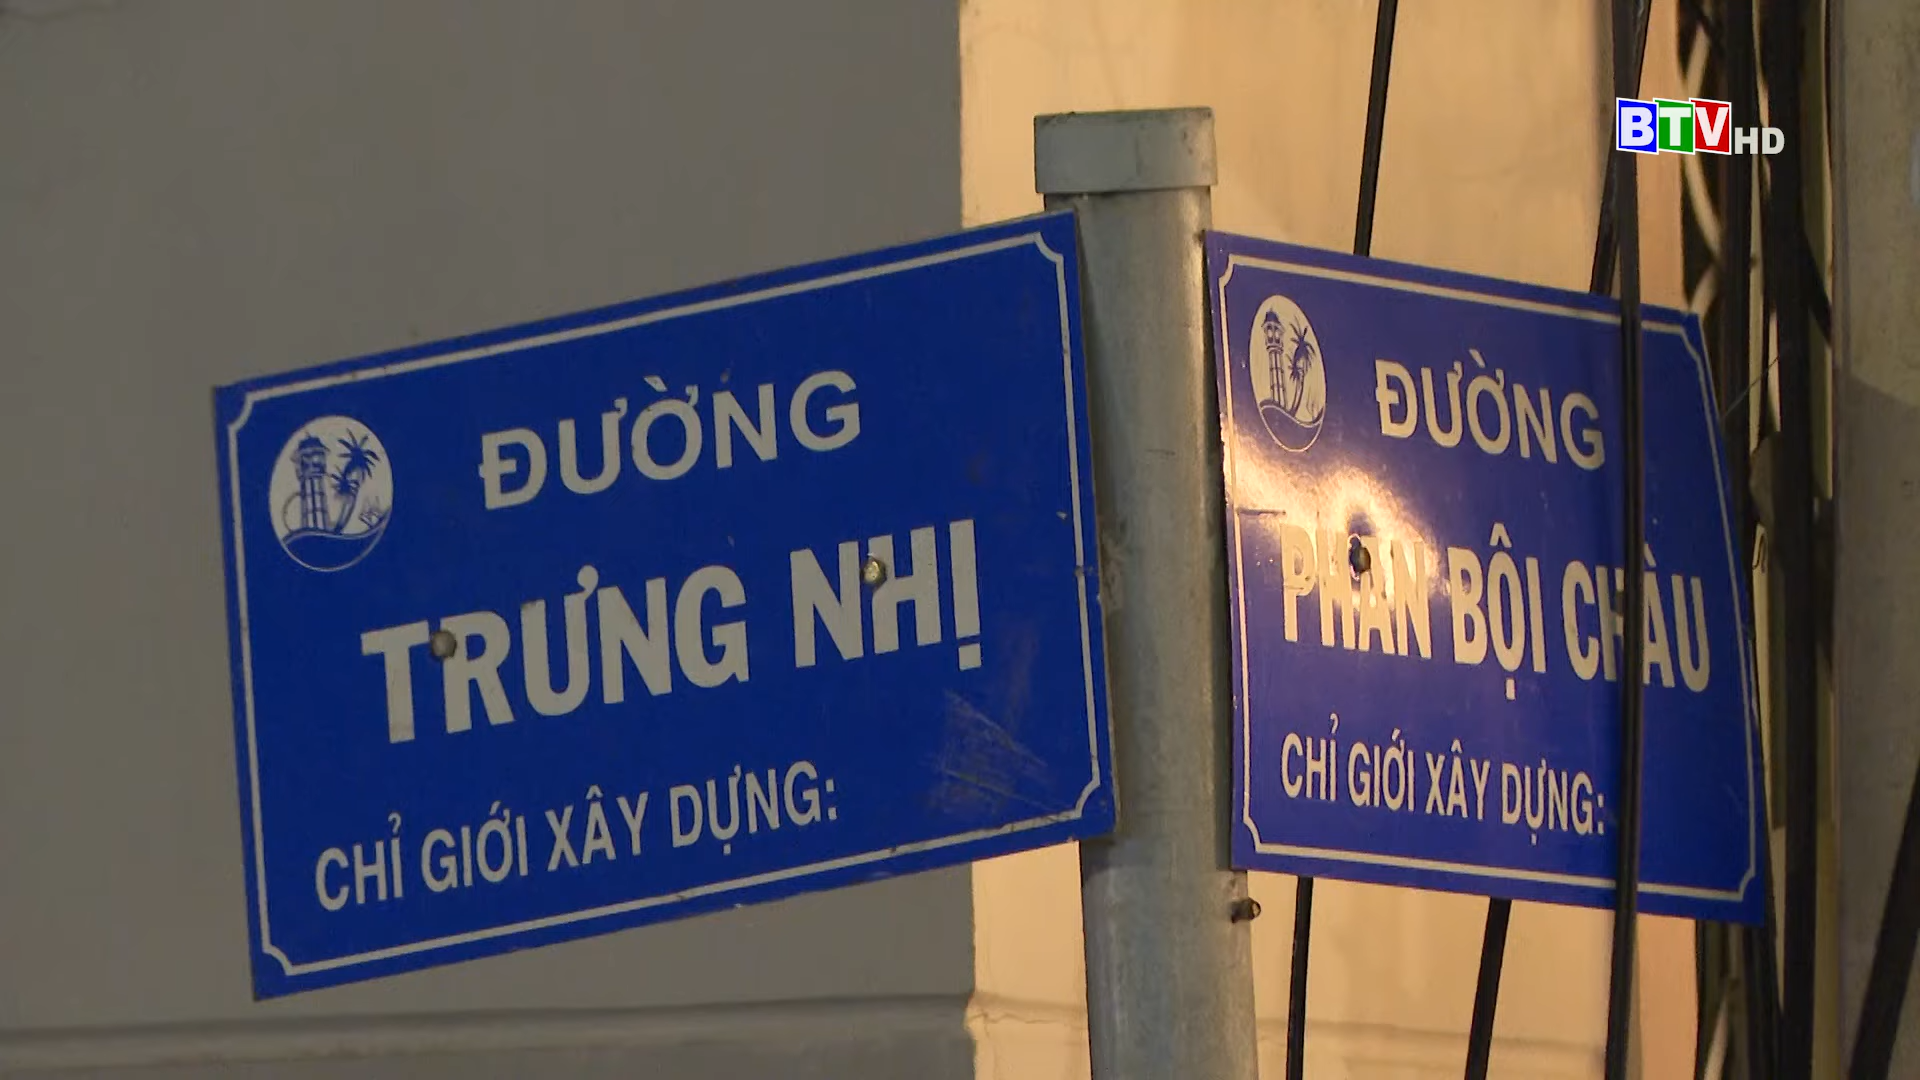 ĐƯỜNG
TRƯNG NHỊ
CHỈ GIỚI XÂY DỰNG:
ĐƯỜNG
PHAN BỘI CHÂU
CHỈ GIỚI XÂY DỰNG:
BTV HD